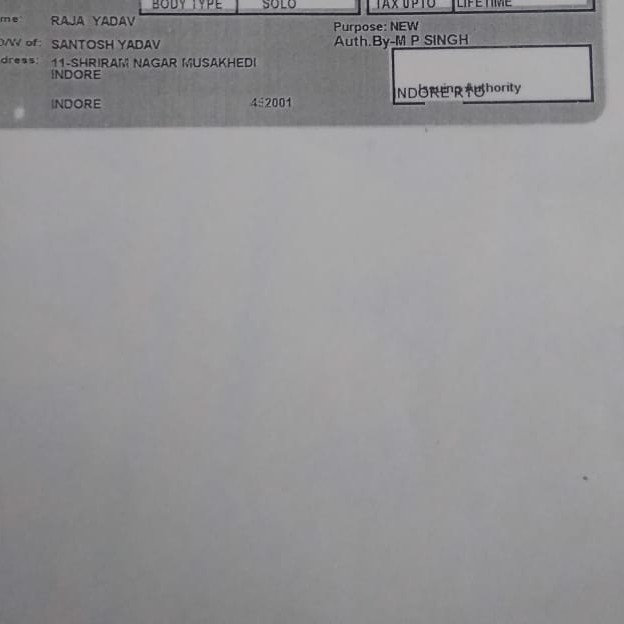 BODY TYPE SOLO TAX UPTO LIFETIME
me: RAJA YADAV
Purpose: NEW
D/W of: SANTOSH YADAV
Auth.By-M P SINGH
dress: 11-SHRIRAM NAGAR MUSAKHEDI
INDORE
Issuing Authority
INDORE RTO
INDORE 452001